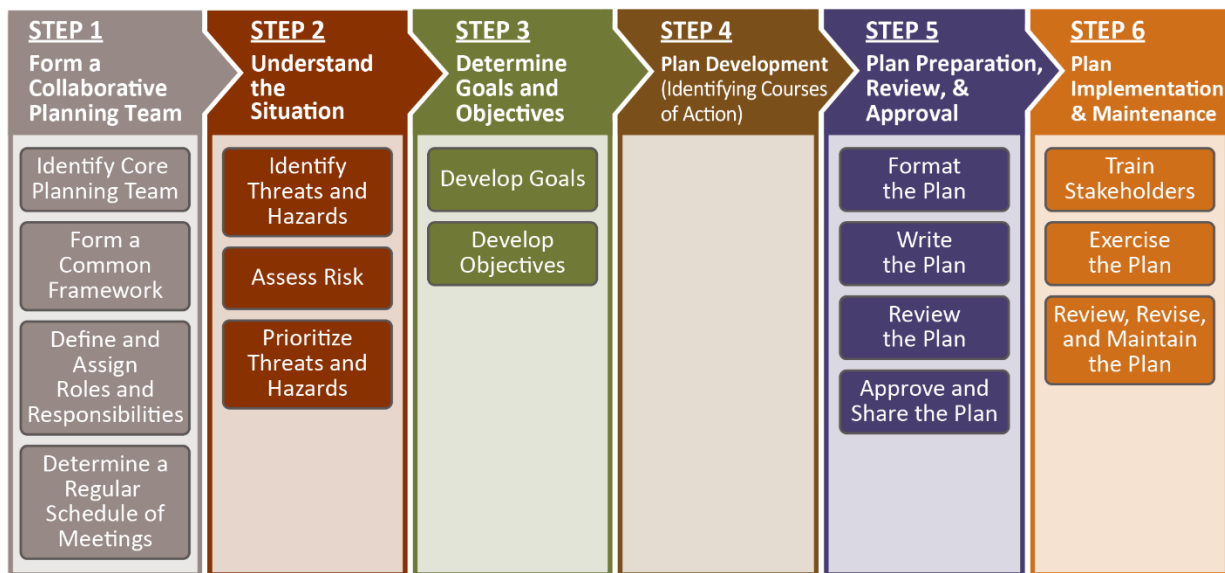 STEP 1
Form a
Collaborative
Planning Team
Identify Core
Planning Team
Form a
Common
Framework
Define and
Assign
Roles and
Responsibilities
Determine a
Regular
Schedule of
Meetings
STEP 2
Understand
the
Situation
Identify
Threats and
Hazards
Assess Risk
Prioritize
Threats and
Hazards
STEP 3
Determine
Goals and
Objectives
Develop Goals
Develop
Objectives
STEP 4
Plan Development
(Identifying Courses
of Action)
STEP 5
Plan Preparation,
Review, &
Approval
Format
the Plan
Write
the Plan
Review
the Plan
Approve and
Share the Plan
STEP 6
Plan
Implementation
& Maintenance
Train
Stakeholders
Exercise
the Plan
Review, Revise,
and Maintain
the Plan